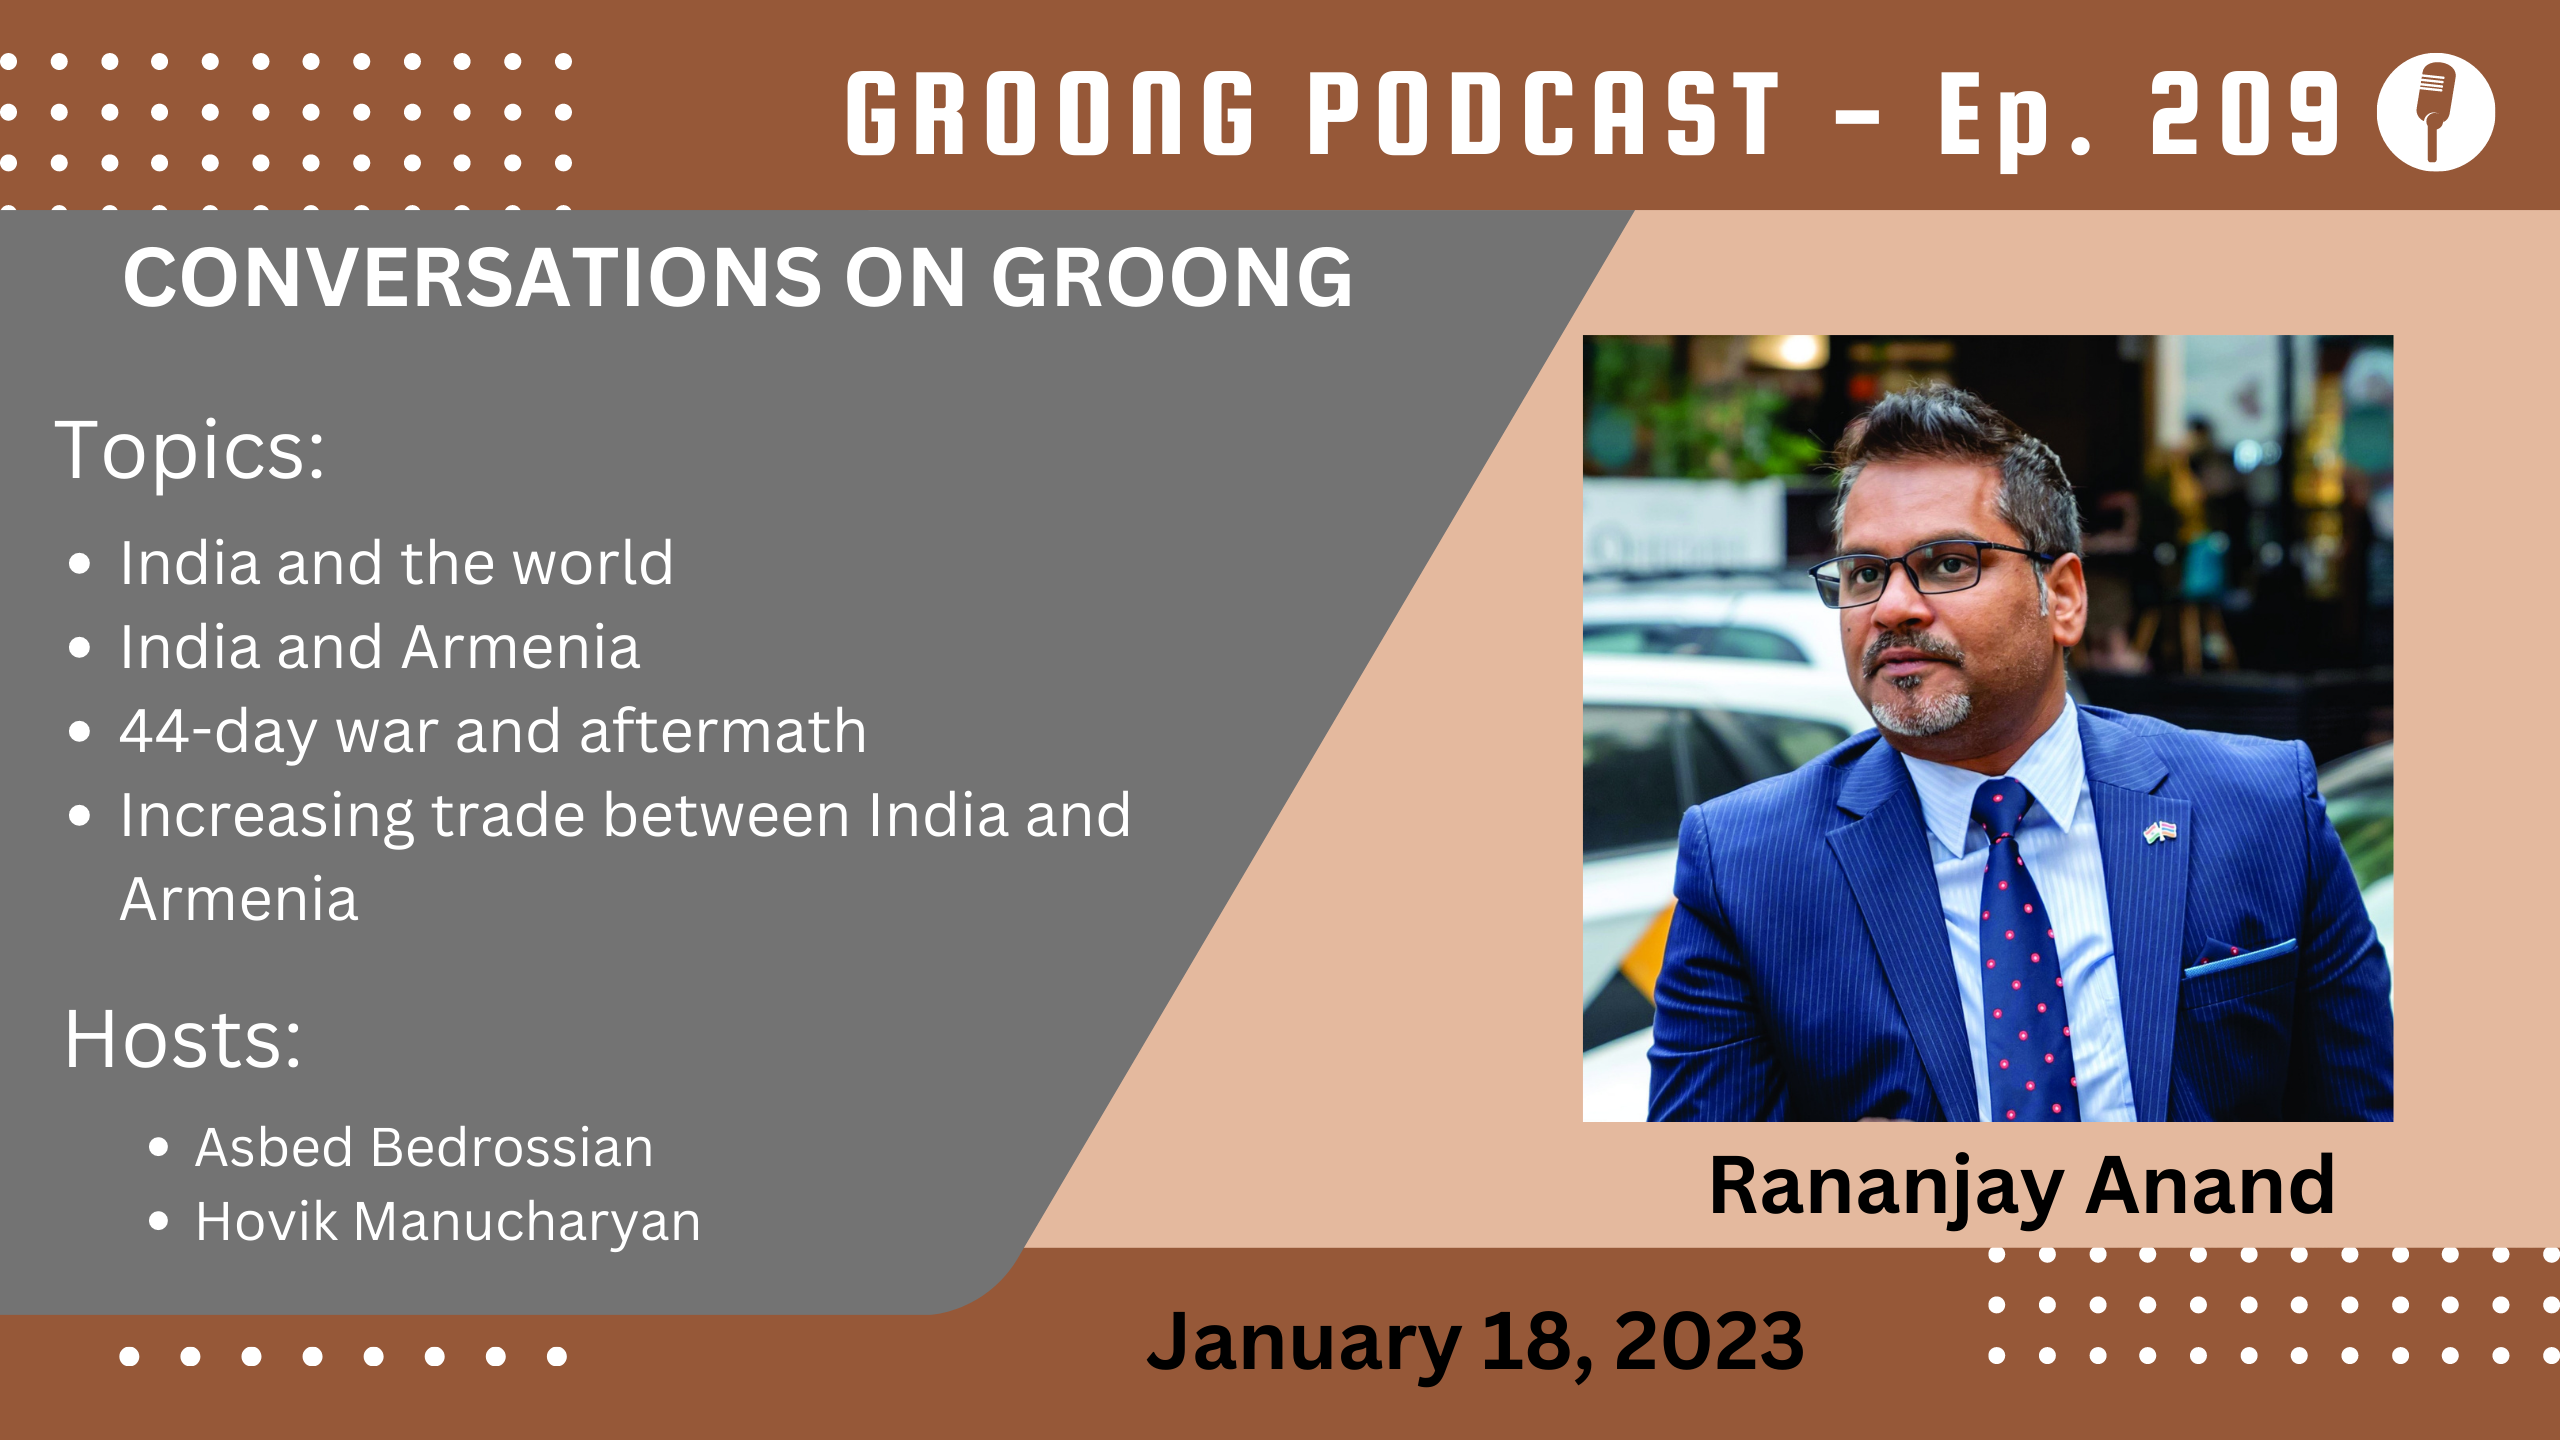 GROONG PODCAST - Ep. 209
CONVERSATIONS ON GROONG
Topics:
• India and the world
• India and Armenia
• 44-day war and aftermath
• Increasing trade between India and
Armenia
Hosts:
• Asbed Bedrossian
• Hovik Manucharyan
Rananjay Anand
January 18, 2023